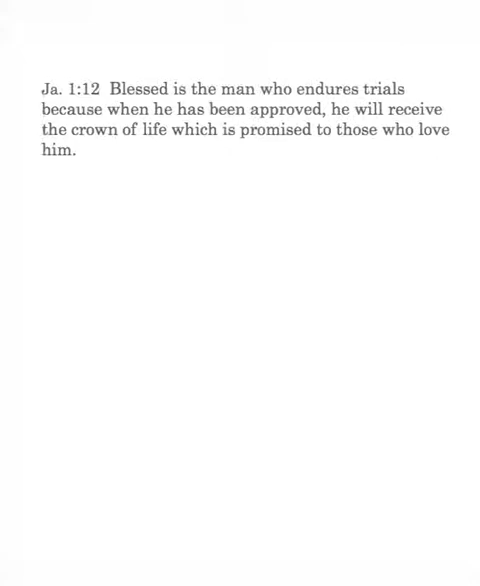 Ja. 1:12  Blessed is the man who endures trials
because when he has been approved, he will receive
the crown of life which is promised to those who love
him.